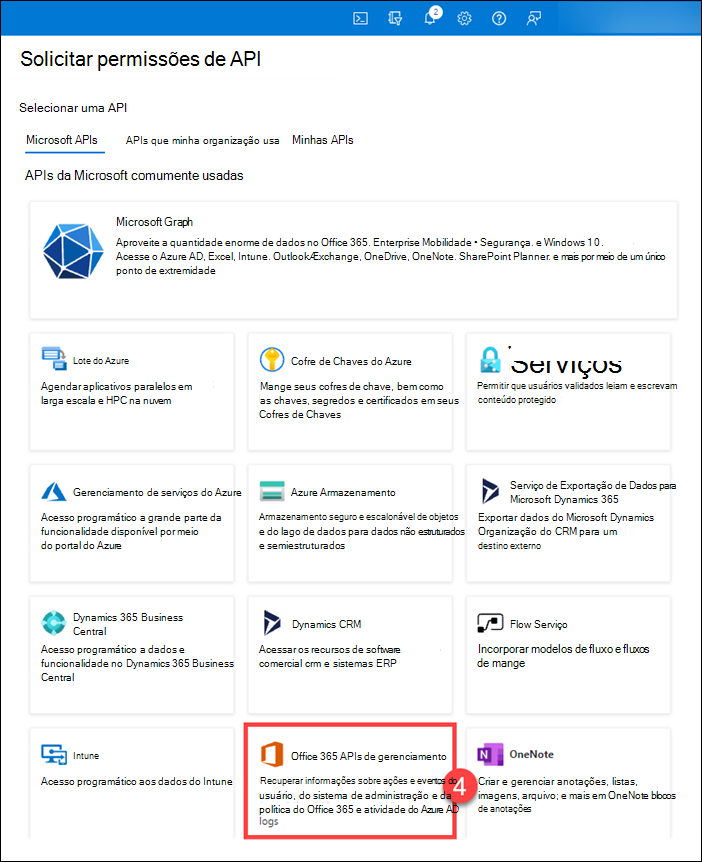 2
Solicitar permissões de API
Selecionar uma API
Microsoft APIs APIs que minha organização usa Minhas APIs
APIs da Microsoft comumente usadas
Microsoft Graph
Aproveite a quantidade enorme de dados no Office 365. Enterprise Mobilidade • Segurança. e Windows 10.
Acesse o Azure AD, Excel, Intune. OutlookÆxchange, OneDrive, OneNote. SharePoint Planner. e mais por meio de um único
ponto de extremidade
Lote do Azure
Agendar aplicativos paralelos em
larga escala e HPC na nuvem
Cofre de Chaves do Azure
Mange seus cofres de chave, bem como
as chaves, segredos e certificados em seus
Cofres de Chaves
Serviços
Permitir que usuários validados leiam e escrevam
conteúdo protegido
Gerenciamento de serviços do Azure
Acesso programático a grande parte da
funcionalidade disponível por meio
do portal do Azure
Azure Armazenamento
Armazenamento seguro e escalonável de objetos
e do lago de dados para dados não estruturados
e semiestruturados
Serviço de Exportação de Dados para
Microsoft Dynamics 365
Exportar dados do Microsoft Dynamics
Organização do CRM para um
destino externo
Dynamics 365 Business
Central
Acesso programático a dados e
funcionalidade no Dynamics 365 Business
Central
Dynamics CRM
Acessar os recursos de software
comercial crm e sistemas ERP
Flow Serviço
Incorporar modelos de fluxo e fluxos
de mange
Intune
Acesso programático aos dados do Intune
Office 365 APIs de gerenciamento
Recuperar informações sobre ações e eventos do
usuário, do sistema de administração e da
política do Office 365 e atividade do Azure AD
logs
4
OneNote
Criar e gerenciar anotações, listas,
imagens, arquivo; e mais em OneNote blocos
de anotações